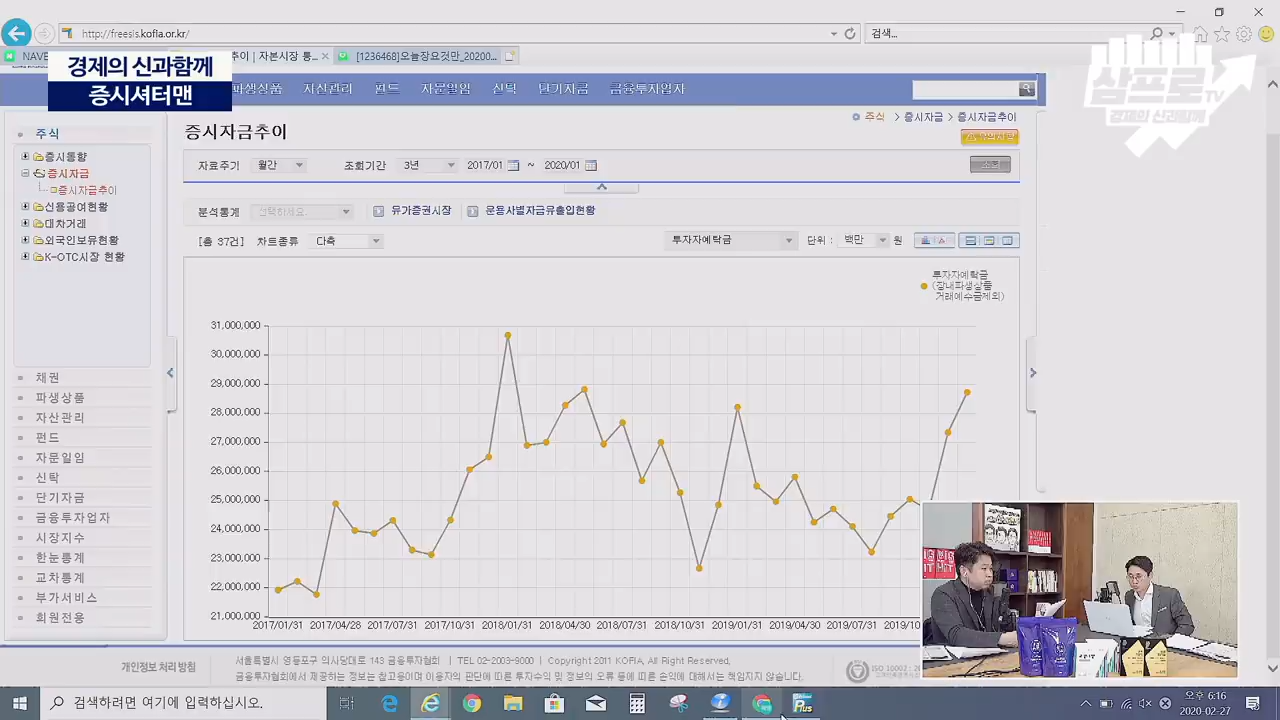 http://freesis.kofla.or.kr/
검색...
NAVE
추이 | 자본시장 통...
[1236468]오늘장요것만_20200...
경제의 신과함께
증시셔터맨
삼프로TV
경제의 신과함께
파생상품 자산관리 펀드 자문일임 신탁 단기자금 금융투자업자
주식
증시동향
증시자금
증시자금추이
신용공여현황
대차거래
외국인보유현황
K-OTC시장 현황
채권
파생상품
자산관리
펀드
자문일임
신탁
단기자금
금융투자업자
시장지수
한눈통계
교차통계
부가서비스
회원전용
주식 > 증시자금 > 증시자금추이
증시자금추이
자료주기 월간 조회기간 3년 2017/01 ~ 2020/01 조회
분석통계 선택하세요. 유가증권시장 운용사별자금유출입현황
[총 37건] 차트종류 다축 투자자예탁금 단위 : 백만 원
투자자예탁금
(장내파생상품
거래예수금제외)
31,000,000
30,000,000
29,000,000
28,000,000
27,000,000
26,000,000
25,000,000
24,000,000
23,000,000
22,000,000
21,000,000
2017/01/31 2017/04/28 2017/07/31 2017/10/31 2018/01/31 2018/04/30 2018/07/31 2018/10/31 2019/01/31 2019/04/30 2019/07/31 2019/10
개인정보 처리방침
서울특별시 영등포구 의사당대로 143 금융투자협회 TEL 02-2003-9000 | Copyright 2011 KOFIA, All Right Reserved,
검색하려면 여기에 입력하십시오.
오후 6:16
2020-02-27